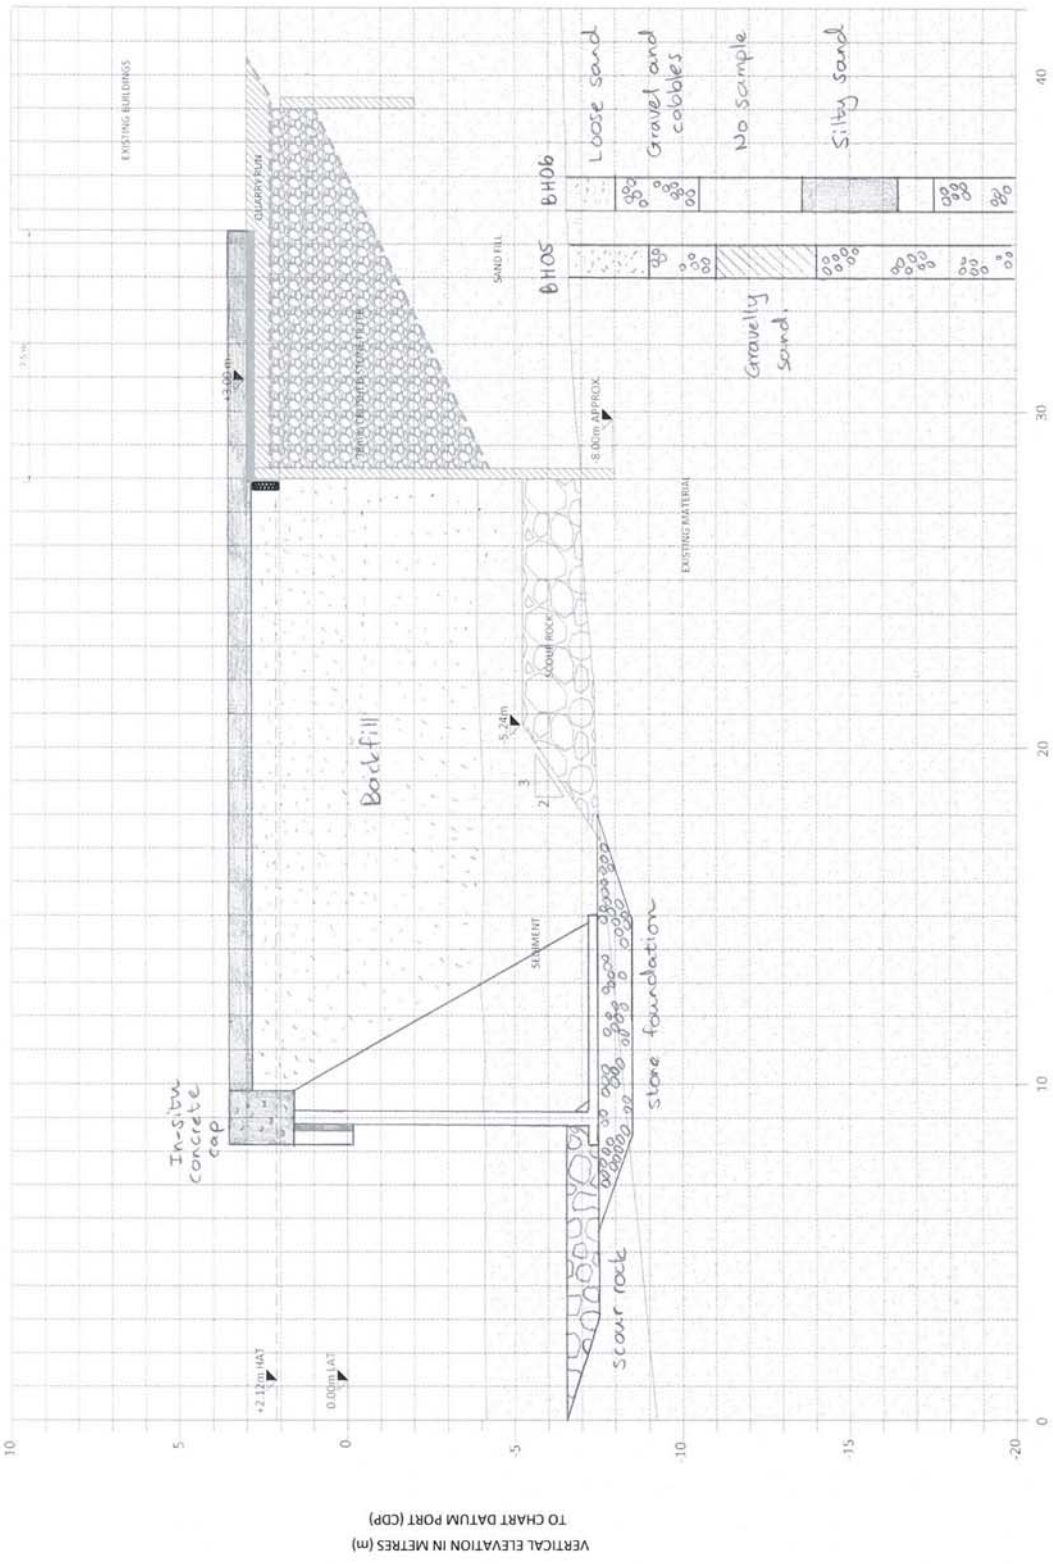 EXISTING BUILDINGS
QUARRY RUN
In-situ
concrete
cap
+2.12m HAT
0.00m LAT
Backfill
SAND FILL
-8.00m APPROX.
EXISTING MATERIAL
-5.24m
3
2
SCOUR ROCK
SEDIMENT
scour rock
stone foundation
BH05
BH06
Loose sand
Gravel and
cobbles
No sample
Silty sand
Gravelly
sand.
10
5
0
-5
-10
-15
-20
0
10
20
30
40
VERTICAL ELEVATION IN METRES (m)
TO CHART DATUM PORT (CDP)